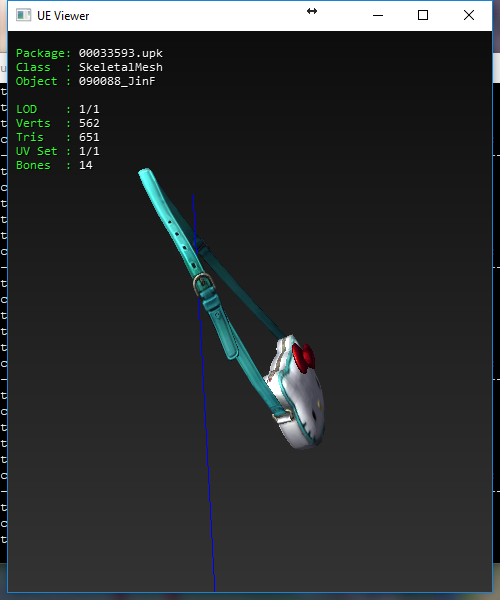 UE Viewer
Package: 00033593.upk
Class : SkeletalMesh
Object : 090088_JinF
LOD : 1/1
Verts : 562
Tris : 651
UV Set : 1/1
Bones : 14